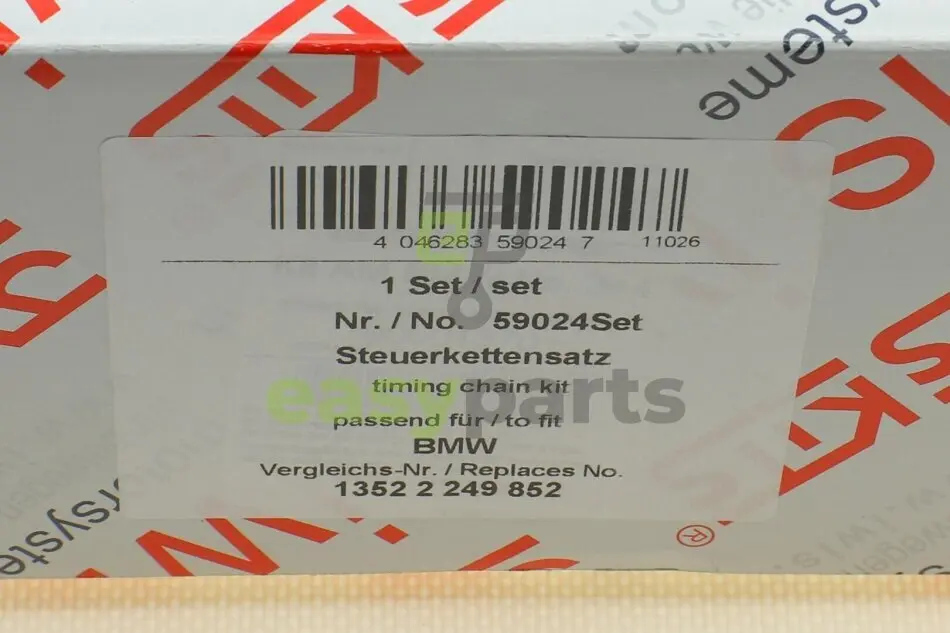 steme
4 046283 59024 7 11026
1 Set / set
Nr. / No. 59024Set
Steuerkettensatz
timing chain kit
easyparts
passend für / to fit
BMW
Vergleichs-Nr. / Replaces No.
1352 2 249 852
®